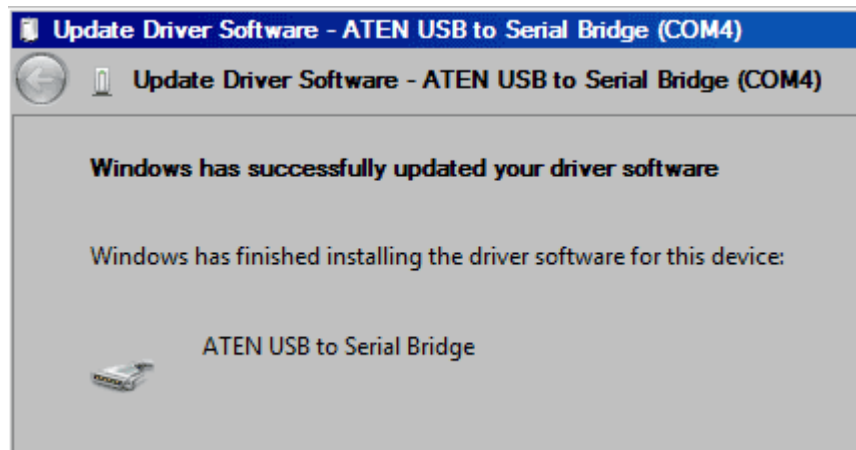 Update Driver Software - ATEN USB to Serial Bridge (COM4)
Update Driver Software - ATEN USB to Serial Bridge (COM4)
Windows has successfully updated your driver software
Windows has finished installing the driver software for this device:
ATEN USB to Serial Bridge